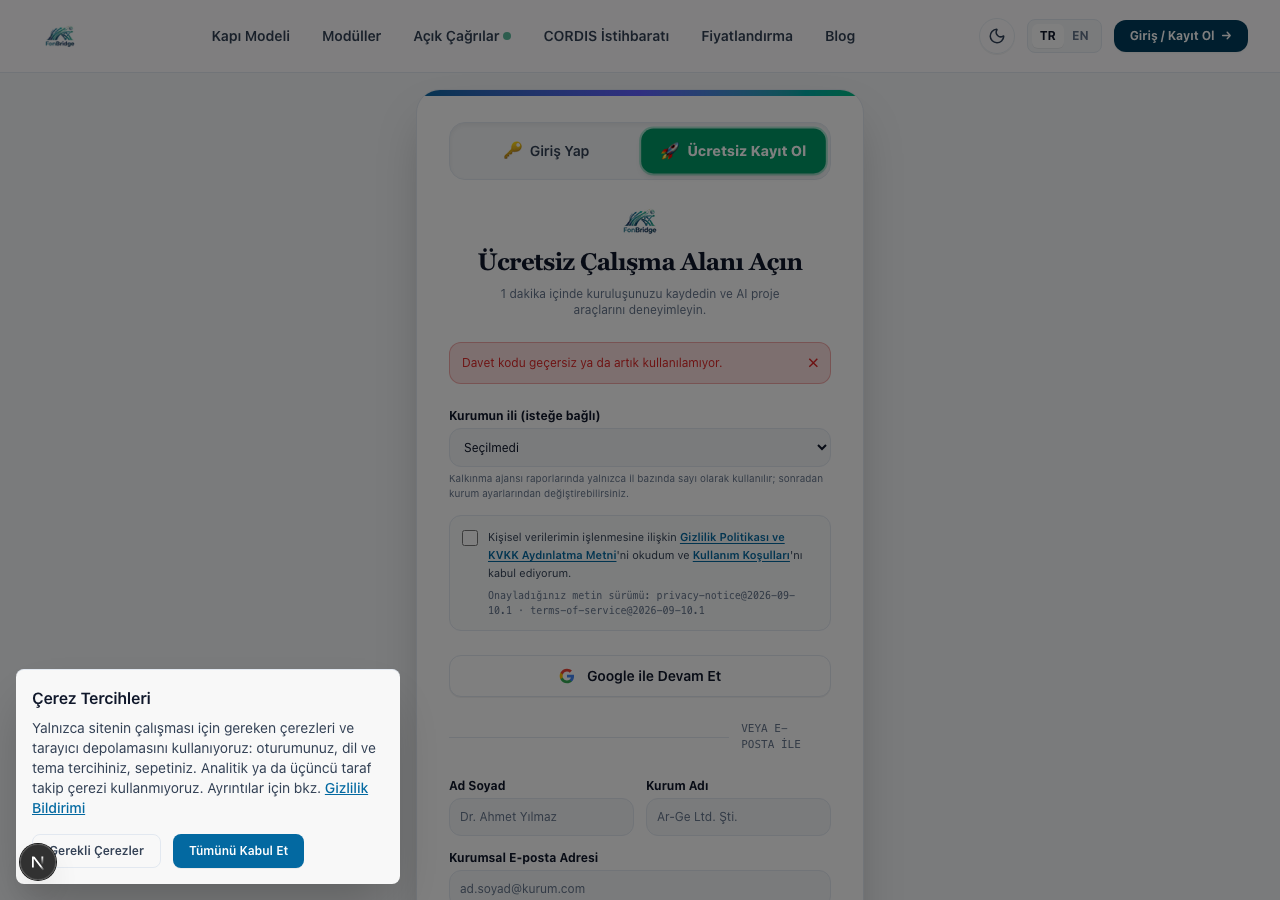 FonBridge
Kapı Modeli
Modüller
Açık Çağrılar
CORDIS İstihbaratı
Fiyatlandırma
Blog
TR
EN
Giriş / Kayıt Ol →
🔑 Giriş Yap
🚀 Ücretsiz Kayıt Ol
FonBridge
Ücretsiz Çalışma Alanı Açın
1 dakika içinde kuruluşunuzu kaydedin ve AI proje
araçlarını deneyimleyin.
Davet kodu geçersiz ya da artık kullanılamıyor.
Kurumun ili (isteğe bağlı)
Seçilmedi
Kalkınma ajansı raporlarında yalnızca il bazında sayı olarak kullanılır; sonradan
kurum ayarlarından değiştirebilirsiniz.
Kişisel verilerimin işlenmesine ilişkin Gizlilik Politikası ve
KVKK Aydınlatma Metni'ni okudum ve Kullanım Koşulları'nı
kabul ediyorum.
Onayladığınız metin sürümü: privacy-notice@2026-09-
10.1 · terms-of-service@2026-09-10.1
Google ile Devam Et
VEYA E-
POSTA İLE
Ad Soyad
Kurum Adı
Dr. Ahmet Yılmaz
Ar-Ge Ltd. Şti.
Kurumsal E-posta Adresi
ad.soyad@kurum.com
Çerez Tercihleri
Yalnızca sitenin çalışması için gereken çerezleri ve
tarayıcı depolamasını kullanıyoruz: oturumunuz, dil ve
tema tercihiniz, sepetiniz. Analitik ya da üçüncü taraf
takip çerezi kullanmıyoruz. Ayrıntılar için bkz. Gizlilik
Bildirimi
Gerekli Çerezler
Tümünü Kabul Et
N